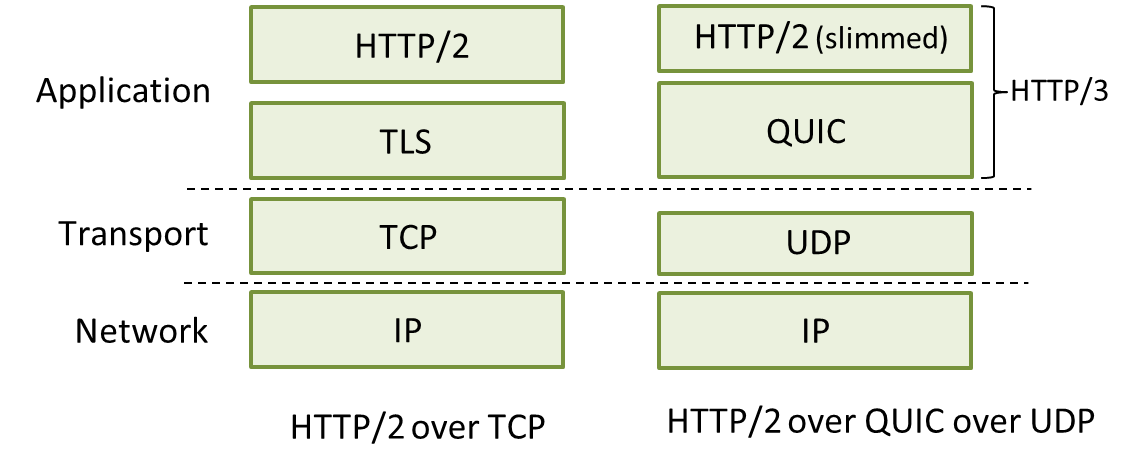 HTTP/2
HTTP/2 (slimmed)
Application
HTTP/3
TLS
QUIC
Transport
TCP
UDP
Network
IP
IP
HTTP/2 over TCP
HTTP/2 over QUIC over UDP